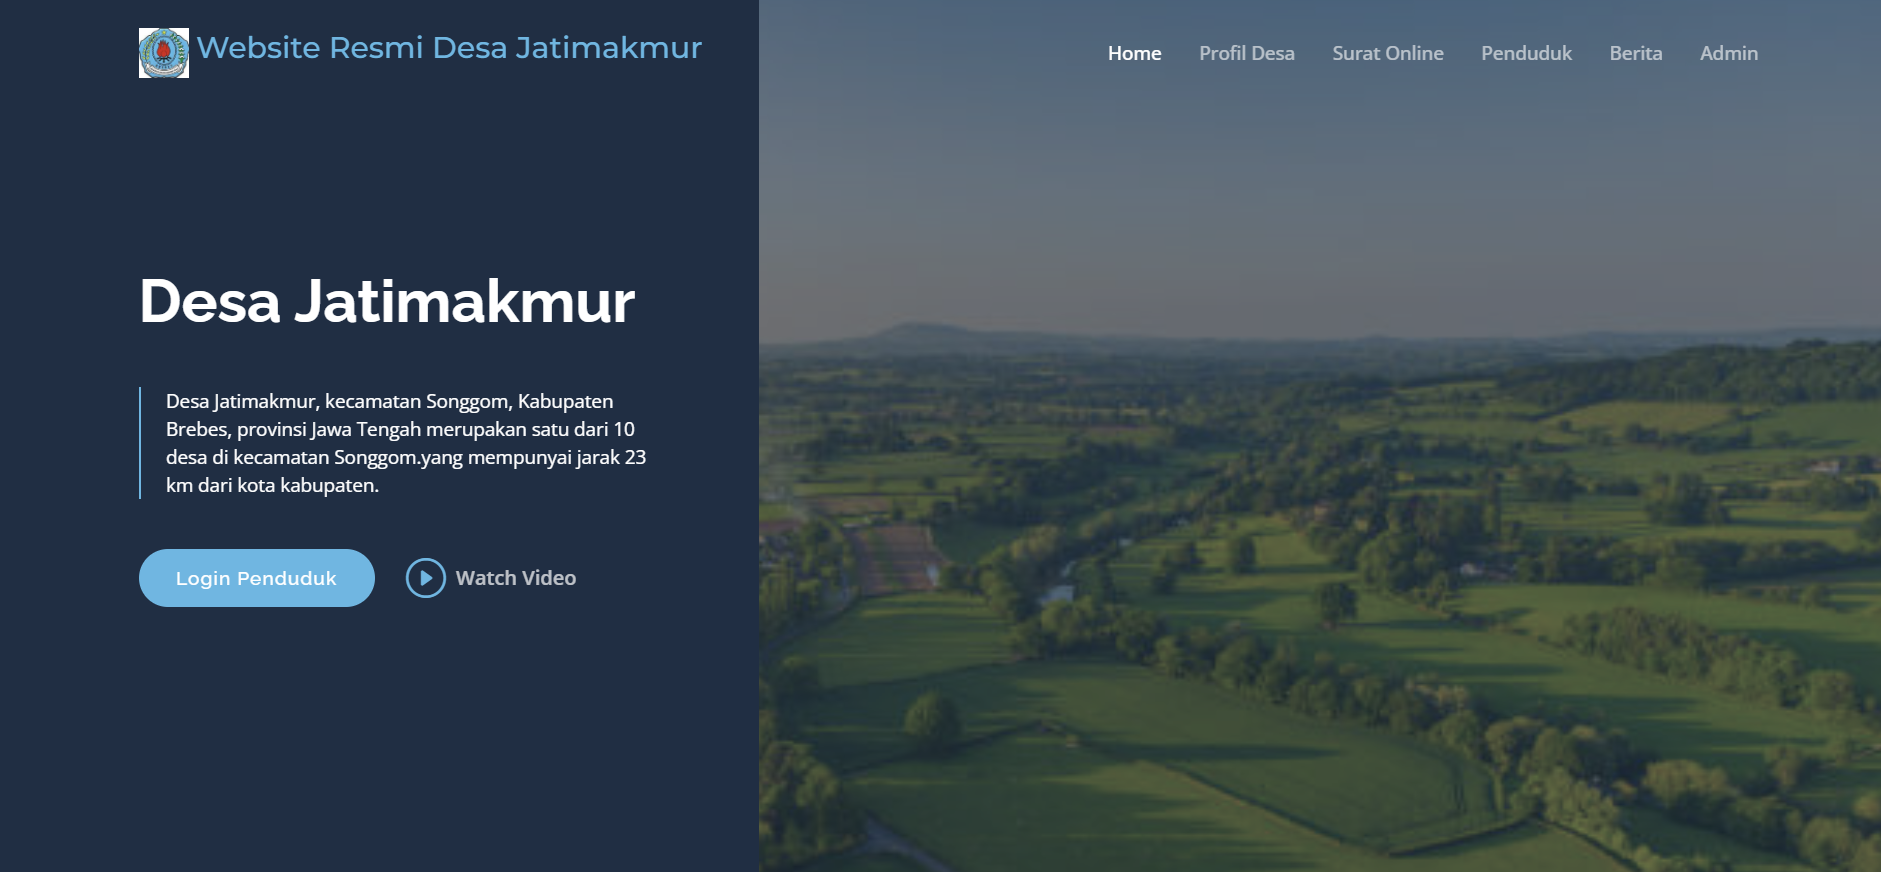 Website Resmi Desa Jatimakmur
Home Profil Desa Surat Online Penduduk Berita Admin
Desa Jatimakmur
Desa Jatimakmur, kecamatan Songgom, Kabupaten
Brebes, provinsi Jawa Tengah merupakan satu dari 10
desa di kecamatan Songgom.yang mempunyai jarak 23
km dari kota kabupaten.
Login Penduduk
Watch Video